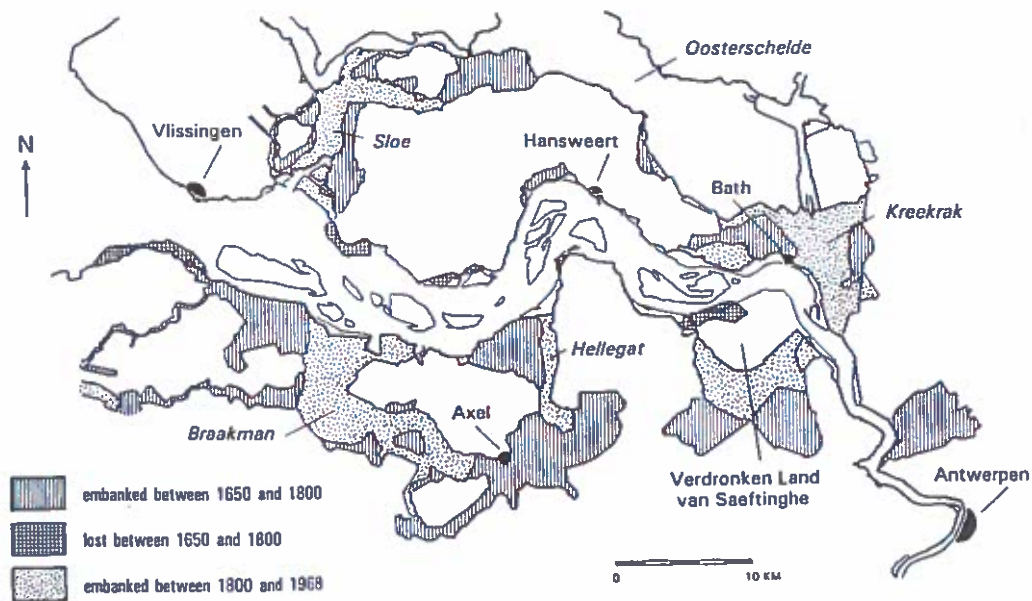 Oosterschelde
Vlissingen
N
Sloe
Hansweert
Bath
Kreekrak
Hellegat
Axel
Braakman
Verdronken Land
van Saeftinghe
Antwerpen
embanked between 1650 and 1800
lost between 1650 and 1800
embanked between 1800 and 1968
0
10 KM